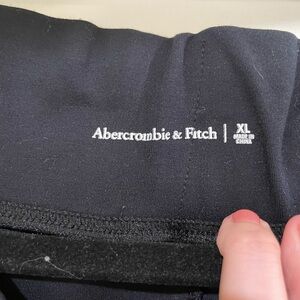 Abercrombie & Fitch | XL
MADE IN
CHINA